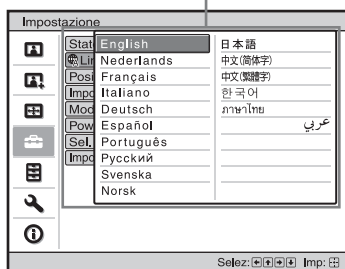 Impostazione
Stat
Lin
Posi
Impo
Mod
Pow
Sel.
Impo
English
Nederlands
Français
Italiano
Deutsch
Español
Português
Русский
Svenska
Norsk
日本語
中文(简体字)
中文(繁體字)
한국어
ภาษาไทย
عربي
Selez: Imp: